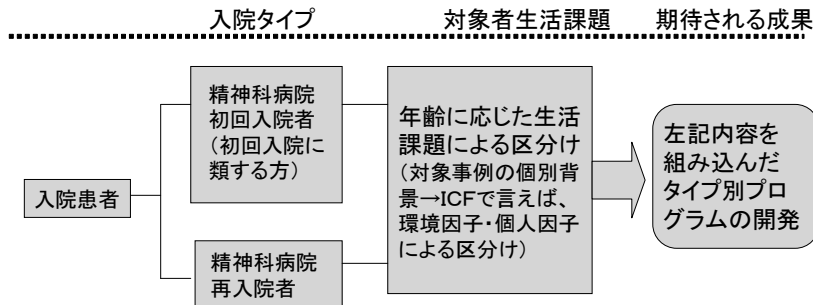 入院タイプ
対象者生活課題
期待される成果
入院患者
精神科病院
初回入院者
(初回入院に
類する方)
精神科病院
再入院者
年齢に応じた生活
課題による区分け
(対象事例の個別背
景→ICFで言えば、
環境因子・個人因子
による区分け)
左記内容を
組み込んだ
タイプ別プロ
グラムの開発